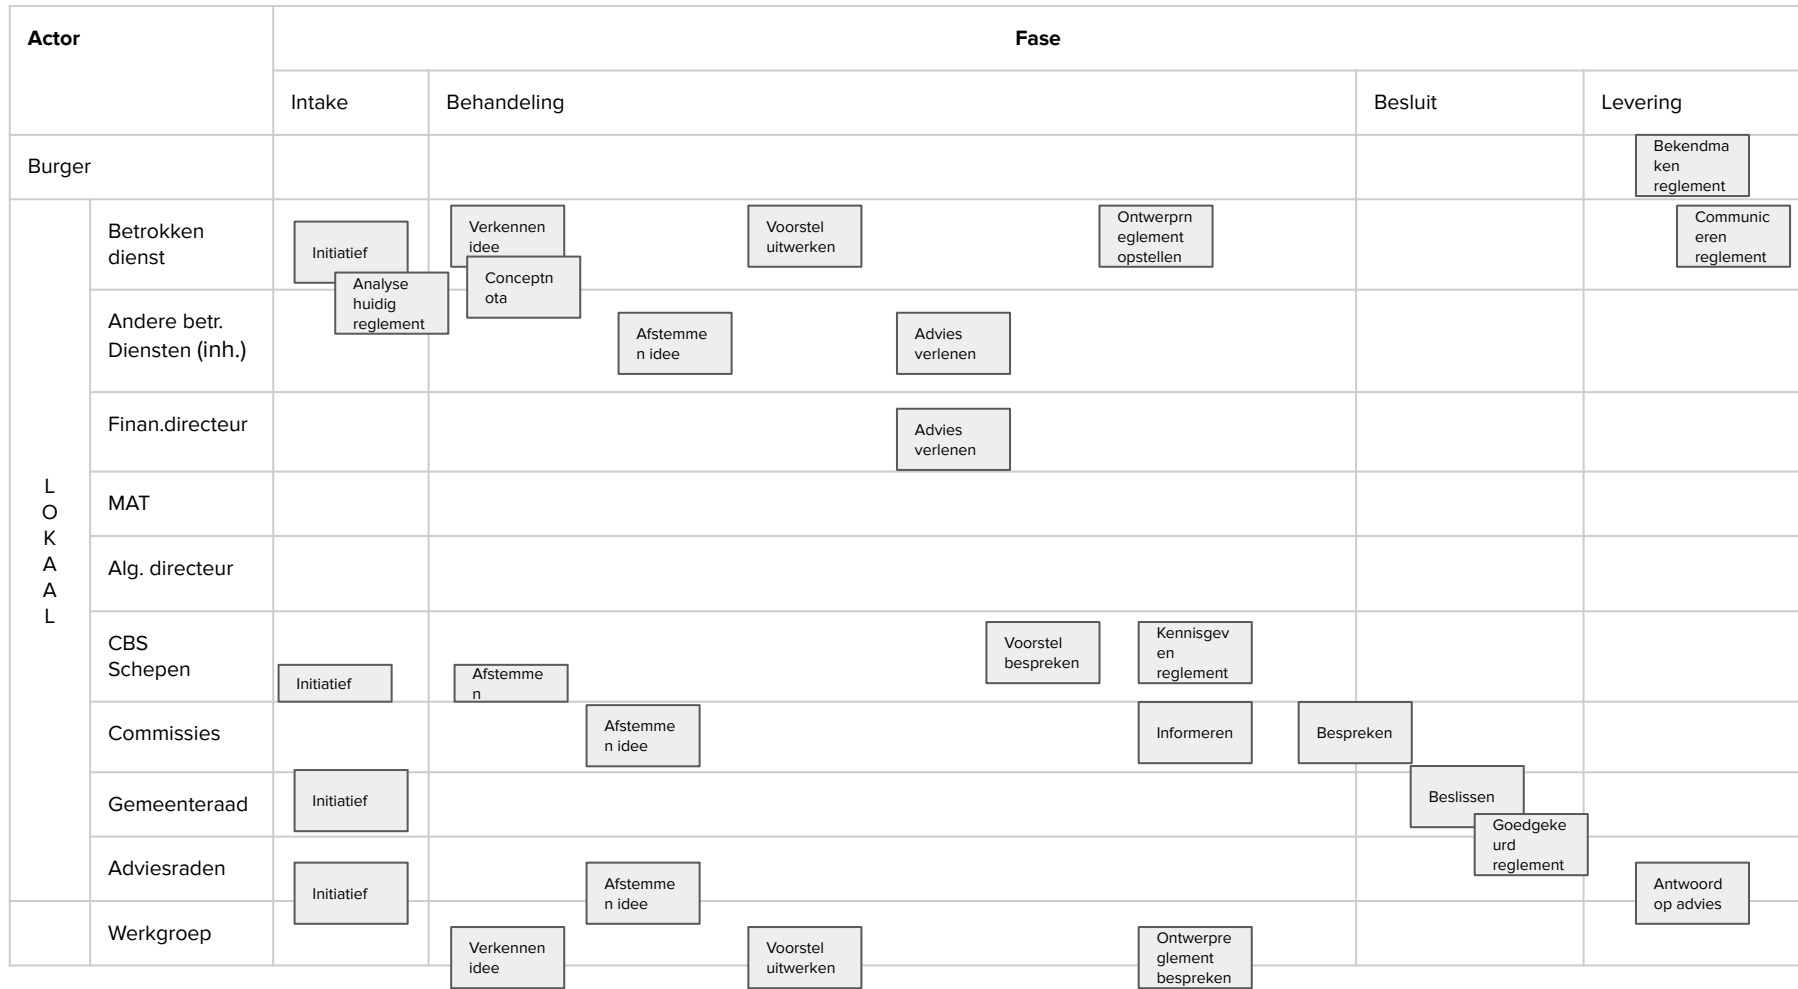 Actor
Fase
Intake
Behandeling
Besluit
Levering
Burger
Bekendma
ken
reglement
L
O
K
A
A
L
Betrokken
dienst
Initiatief
Analyse
huidig
reglement
Verkennen
idee
Conceptn
ota
Voorstel
uitwerken
Ontwerprn
eglement
opstellen
Communic
eren
reglement
Andere betr.
Diensten (inh.)
Afstemme
n idee
Advies
verlenen
Finan.directeur
Advies
verlenen
MAT
Alg. directeur
CBS
Schepen
Initiatief
Afstemme
n
Voorstel
bespreken
Kennisgev
en
reglement
Commissies
Afstemme
n idee
Informeren
Bespreken
Gemeenteraad
Initiatief
Beslissen
Goedgeke
urd
reglement
Adviesraden
Initiatief
Afstemme
n idee
Antwoord
op advies
Werkgroep
Verkennen
idee
Voorstel
uitwerken
Ontwerpre
glement
bespreken